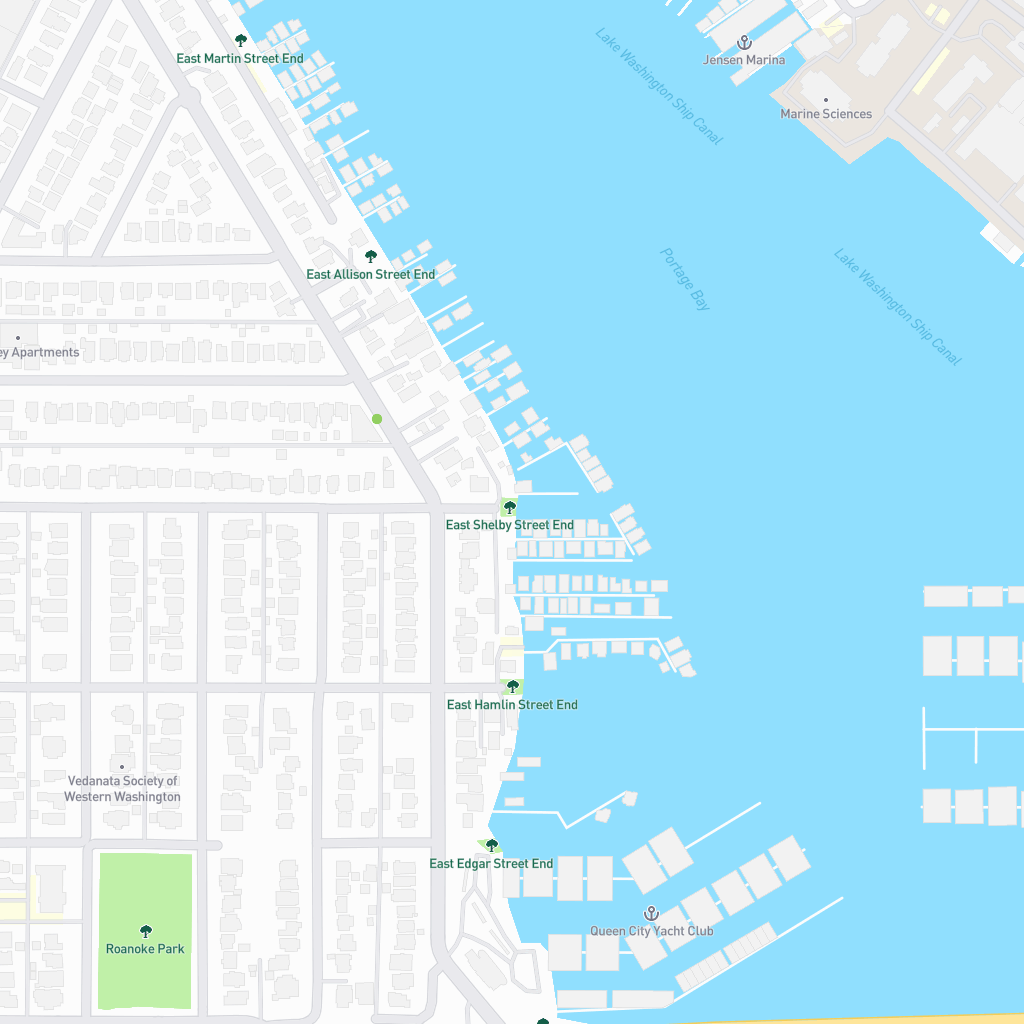 East Martin Street End
Lake Washington Ship Canal
Jensen Marina
Marine Sciences
East Allison Street End
Portage Bay
Lake Washington Ship Canal
ey Apartments
East Shelby Street End
East Hamlin Street End
Vedanata Society of
Western Washington
East Edgar Street End
Queen City Yacht Club
Roanoke Park